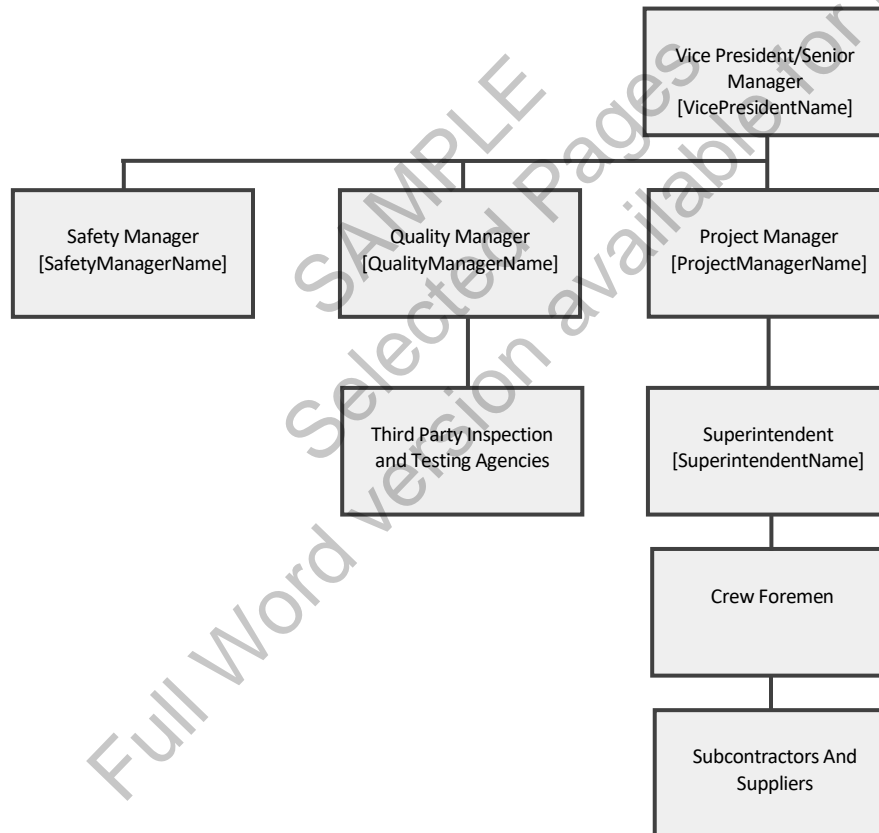 Vice President/Senior
Manager
[VicePresidentName]
Safety Manager
[SafetyManagerName]
Quality Manager
[QualityManagerName]
Project Manager
[ProjectManagerName]
Third Party Inspection
and Testing Agencies
Superintendent
[SuperintendentName]
Crew Foremen
Subcontractors And
Suppliers
SAMPLE
Selected Pages
Full Word version available for